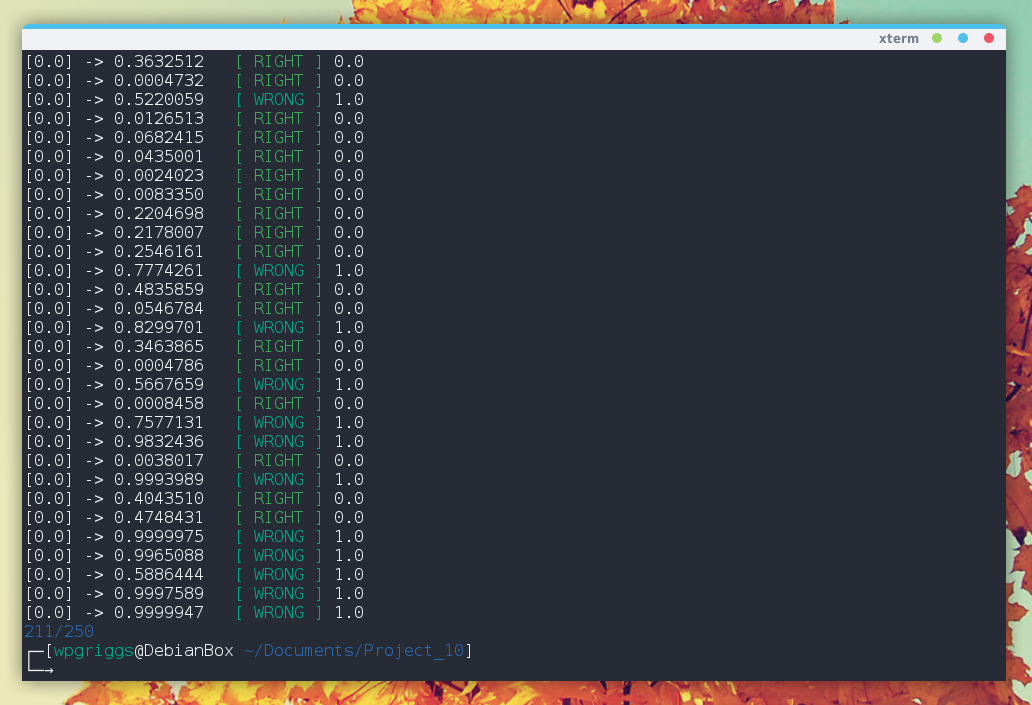 xterm
[0.0] -> 0.3632512   [ RIGHT ] 0.0
[0.0] -> 0.0004732   [ RIGHT ] 0.0
[0.0] -> 0.5220059   [ WRONG ] 1.0
[0.0] -> 0.0126513   [ RIGHT ] 0.0
[0.0] -> 0.0682415   [ RIGHT ] 0.0
[0.0] -> 0.0435001   [ RIGHT ] 0.0
[0.0] -> 0.0024023   [ RIGHT ] 0.0
[0.0] -> 0.0083350   [ RIGHT ] 0.0
[0.0] -> 0.2204698   [ RIGHT ] 0.0
[0.0] -> 0.2178007   [ RIGHT ] 0.0
[0.0] -> 0.2546161   [ RIGHT ] 0.0
[0.0] -> 0.7774261   [ WRONG ] 1.0
[0.0] -> 0.4835859   [ RIGHT ] 0.0
[0.0] -> 0.0546784   [ RIGHT ] 0.0
[0.0] -> 0.8299701   [ WRONG ] 1.0
[0.0] -> 0.3463865   [ RIGHT ] 0.0
[0.0] -> 0.0004786   [ RIGHT ] 0.0
[0.0] -> 0.5667659   [ WRONG ] 1.0
[0.0] -> 0.0008458   [ RIGHT ] 0.0
[0.0] -> 0.7577131   [ WRONG ] 1.0
[0.0] -> 0.9832436   [ WRONG ] 1.0
[0.0] -> 0.0038017   [ RIGHT ] 0.0
[0.0] -> 0.9993989   [ WRONG ] 1.0
[0.0] -> 0.4043510   [ RIGHT ] 0.0
[0.0] -> 0.4748431   [ RIGHT ] 0.0
[0.0] -> 0.9999975   [ WRONG ] 1.0
[0.0] -> 0.9965088   [ WRONG ] 1.0
[0.0] -> 0.5886444   [ WRONG ] 1.0
[0.0] -> 0.9997589   [ WRONG ] 1.0
[0.0] -> 0.9999947   [ WRONG ] 1.0
211/250
┌─[wpgriggs@DebianBox ~/Documents/Project_10]
└─→